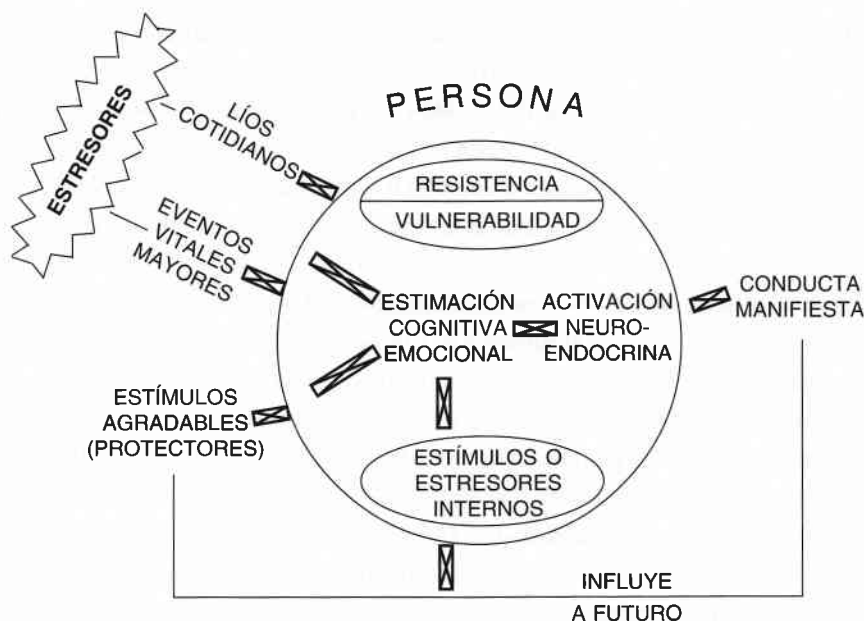 PERSONA
ESTRESORES
LÍOS
COTIDIANOS
EVENTOS
VITALES
MAYORES
RESISTENCIA
VULNERABILIDAD
ESTIMACIÓN
COGNITIVA
EMOCIONAL
ACTIVACIÓN
NEURO-
ENDOCRINA
CONDUCTA
MANIFIESTA
ESTÍMULOS
AGRADABLES
(PROTECTORES)
ESTÍMULOS O
ESTRESORES
INTERNOS
INFLUYE
A FUTURO